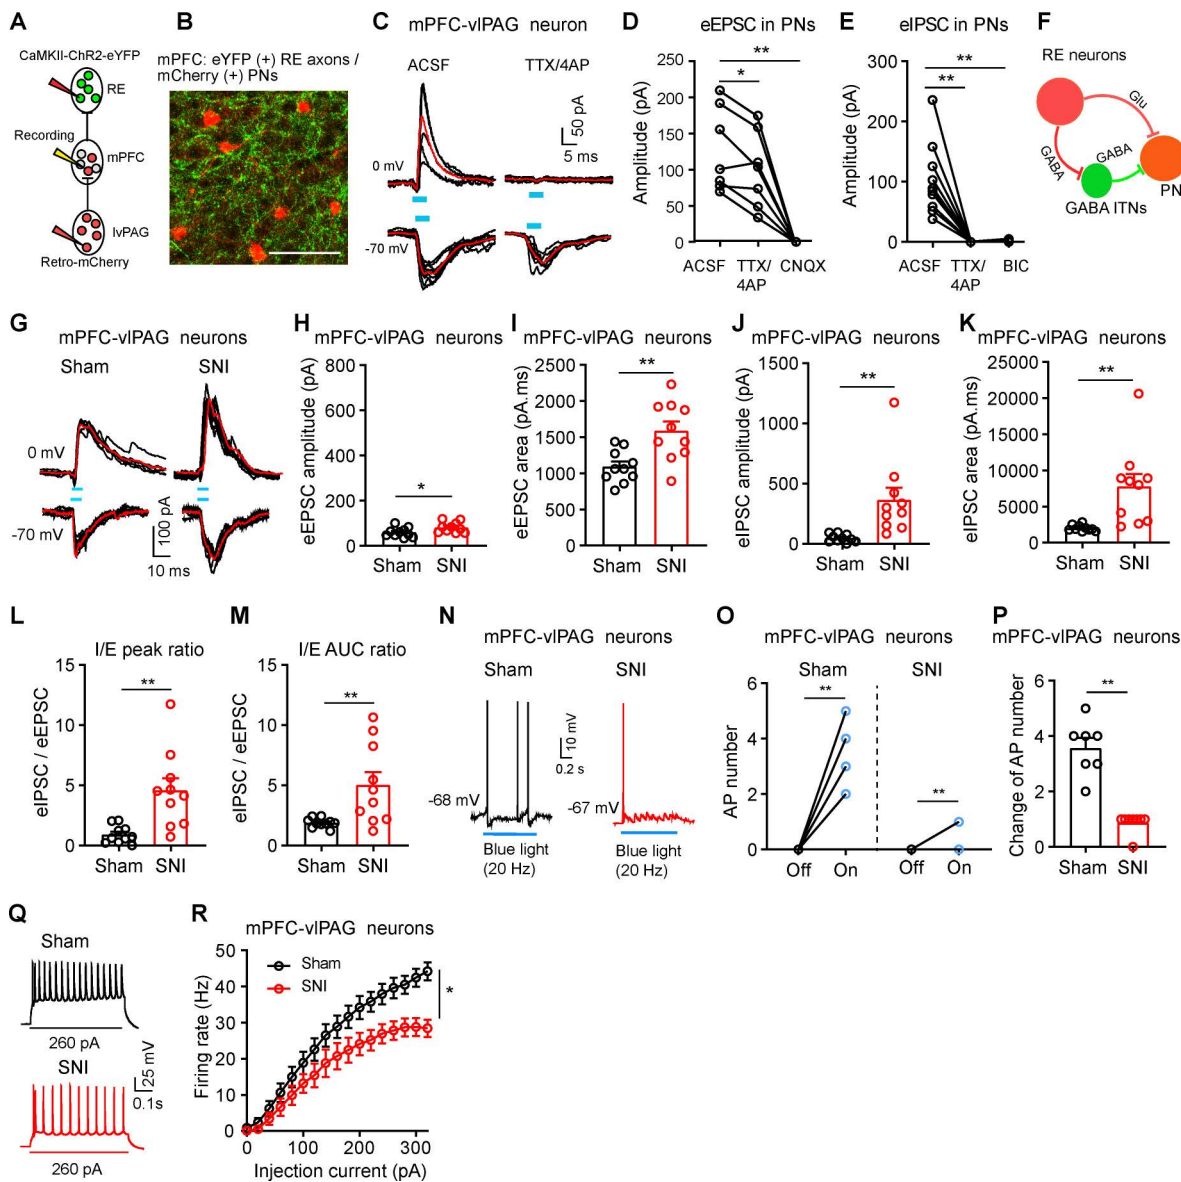 A
CaMKII-ChR2-eYFP
RE
Recording
mPFC
lvPAG
Retro-mCherry
B
mPFC: eYFP (+) RE axons /
mCherry (+) PNs
C
mPFC-vlPAG neuron
ACSF
TTX/4AP
50 pA
5 ms
0 mV
-70 mV
D
eEPSC in PNs
**
*
Amplitude (pA)
250
200
150
100
50
0
ACSF TTX/ CNQX
4AP
E
eIPSC in PNs
**
**
Amplitude (pA)
300
200
100
0
ACSF TTX/ BIC
4AP
F
RE neurons
Glu
GABA
GABA
PN
GABA ITNs
G
mPFC-vlPAG neurons
Sham
SNI
0 mV
-70 mV
100 pA
10 ms
H
mPFC-vlPAG neurons
eEPSC amplitude (pA)
800
600
400
200
0
*
Sham SNI
I
mPFC-vlPAG neurons
eEPSC area (pA.ms)
2500
2000
1500
1000
500
0
**
Sham SNI
J
mPFC-vlPAG neurons
eIPSC amplitude (pA)
1500
1000
500
0
**
Sham SNI
K
mPFC-vlPAG neurons
eIPSC area (pA.ms)
25000
20000
15000
10000
5000
0
**
Sham SNI
L
I/E peak ratio
eIPSC / eEPSC
15
10
5
0
**
Sham SNI
M
I/E AUC ratio
eIPSC / eEPSC
15
10
5
0
**
Sham SNI
N
mPFC-vlPAG neurons
Sham
SNI
10 mV
0.2 s
-68 mV
-67 mV
Blue light
(20 Hz)
Blue light
(20 Hz)
O
mPFC-vlPAG neurons
Sham
SNI
AP number
6
4
2
0
**
**
Off On
Off On
P
mPFC-vlPAG neurons
Change of AP number
6
4
2
0
**
Sham SNI
Q
Sham
260 pA
SNI
25 mV
0.1s
260 pA
R
mPFC-vlPAG neurons
Firing rate (Hz)
50
40
30
20
10
0
Sham
SNI
*
0 100 200 300
Injection current (pA)